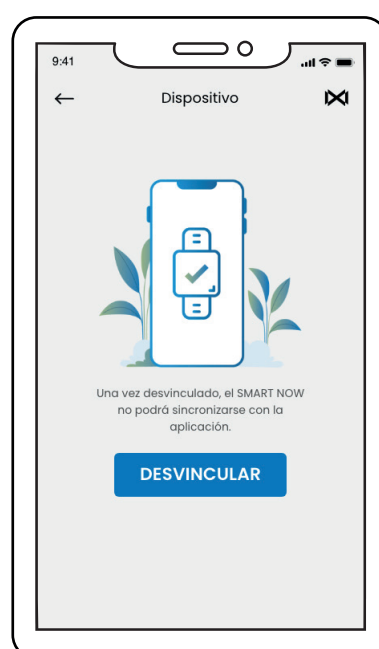 9:41
Dispositivo
Una vez desvinculado, el SMART NOW
no podrá sincronizarse con la
aplicación.
DESVINCULAR